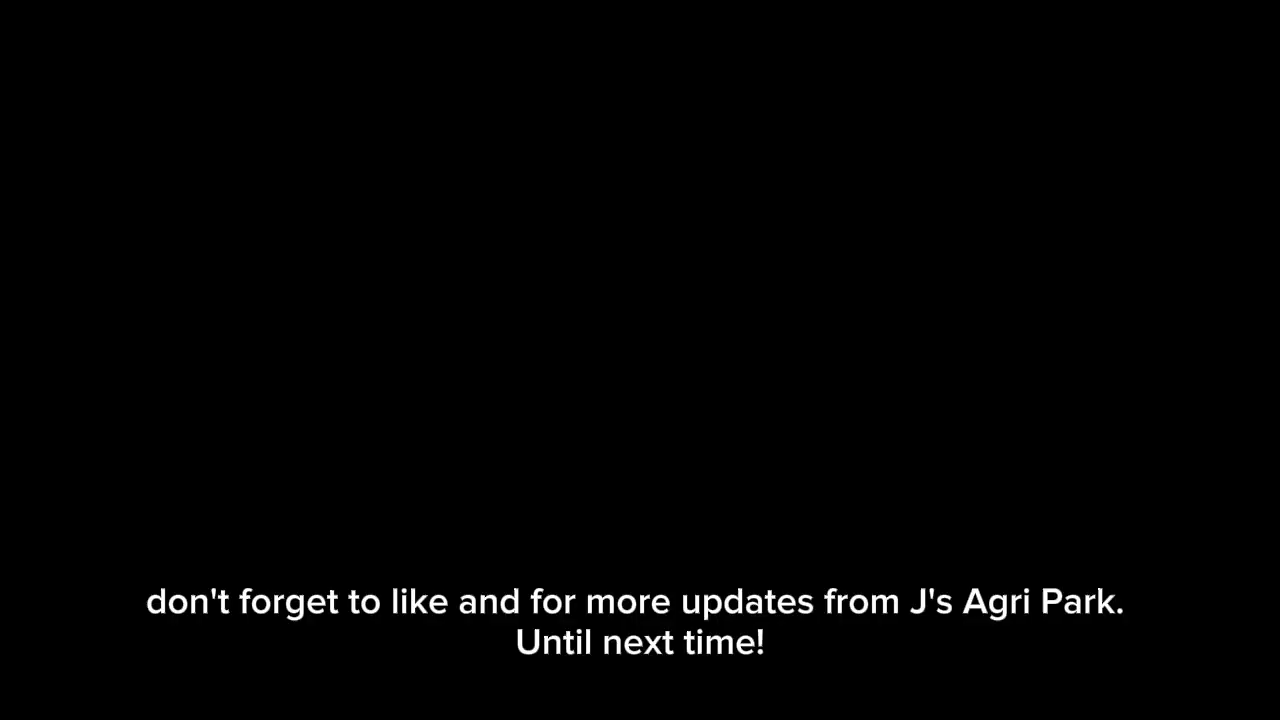 don't forget to like and for more updates from J's Agri Park.
Until next time!